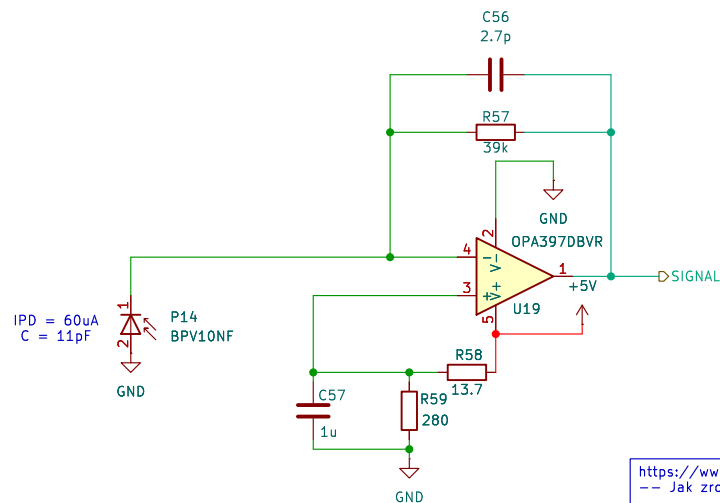 C56
2.7p
R57
39k
GND
2
OPA397DBVR
4
V-
1
SIGNAL
3
V+
+5V
U19
5
1
IPD = 60uA
P14
C = 11pF
2
BPV10NF
GND
R58
13.7
C57
R59
280
1u
GND
https://ww
-- Jak zro